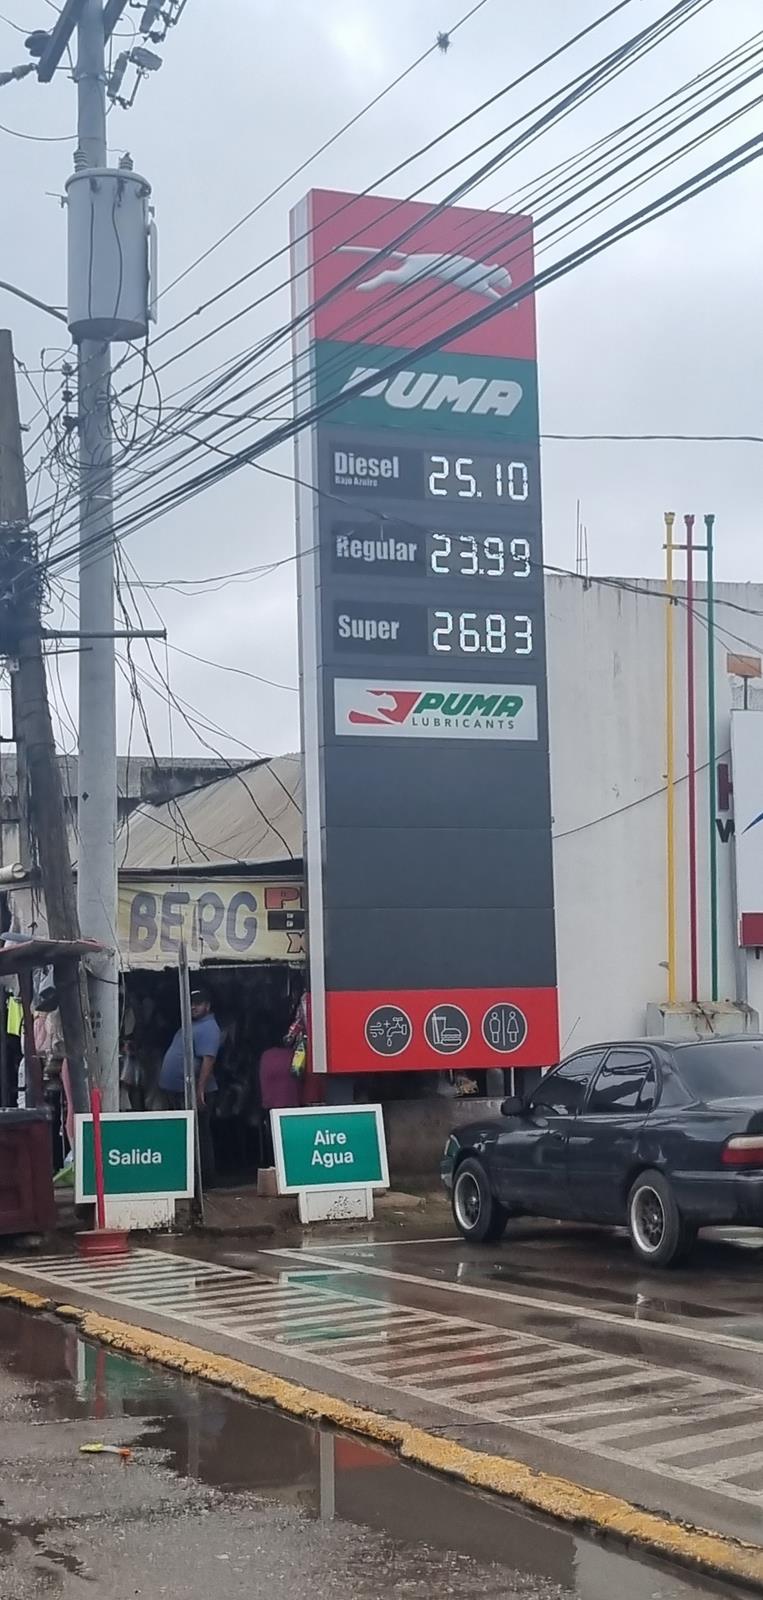 PUMA
Diesel 25.10
Bajo Azufre
Regular 23.99
Super 26.83
PUMA
LUBRICANTS
BERG
Salida
Aire
Agua